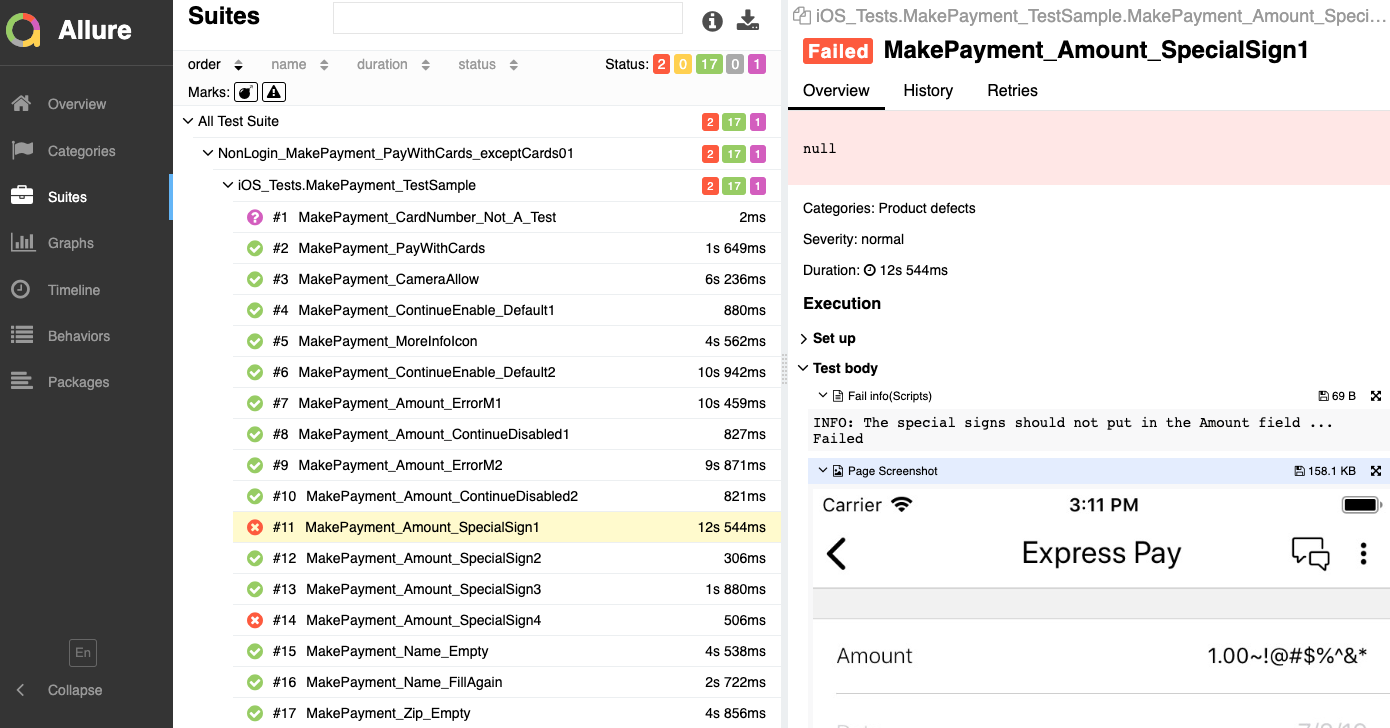 Allure
Overview
Categories
Suites
Graphs
Timeline
Behaviors
Packages
En
Collapse
Suites
order name duration status Status: 2 0 17 0 1
Marks:
All Test Suite 2 17 1
NonLogin_MakePayment_PayWithCards_exceptCards01 2 17 1
iOS_Tests.MakePayment_TestSample 2 17 1
#1 MakePayment_CardNumber_Not_A_Test 2ms
#2 MakePayment_PayWithCards 1s 649ms
#3 MakePayment_CameraAllow 6s 236ms
#4 MakePayment_ContinueEnable_Default1 880ms
#5 MakePayment_MoreInfoIcon 4s 562ms
#6 MakePayment_ContinueEnable_Default2 10s 942ms
#7 MakePayment_Amount_ErrorM1 10s 459ms
#8 MakePayment_Amount_ContinueDisabled1 827ms
#9 MakePayment_Amount_ErrorM2 9s 871ms
#10 MakePayment_Amount_ContinueDisabled2 821ms
#11 MakePayment_Amount_SpecialSign1 12s 544ms
#12 MakePayment_Amount_SpecialSign2 306ms
#13 MakePayment_Amount_SpecialSign3 1s 880ms
#14 MakePayment_Amount_SpecialSign4 506ms
#15 MakePayment_Name_Empty 4s 538ms
#16 MakePayment_Name_FillAgain 2s 722ms
#17 MakePayment_Zip_Empty 4s 856ms
iOS_Tests.MakePayment_TestSample.MakePayment_Amount_Speci...
Failed MakePayment_Amount_SpecialSign1
Overview History Retries
null
Categories: Product defects
Severity: normal
Duration: 12s 544ms
Execution
Set up
Test body
Fail info(Scripts) 69 B
INFO: The special signs should not put in the Amount field ...
Failed
Page Screenshot 158.1 KB
Carrier 3:11 PM
Express Pay
Amount 1.00~!@#$%^&*